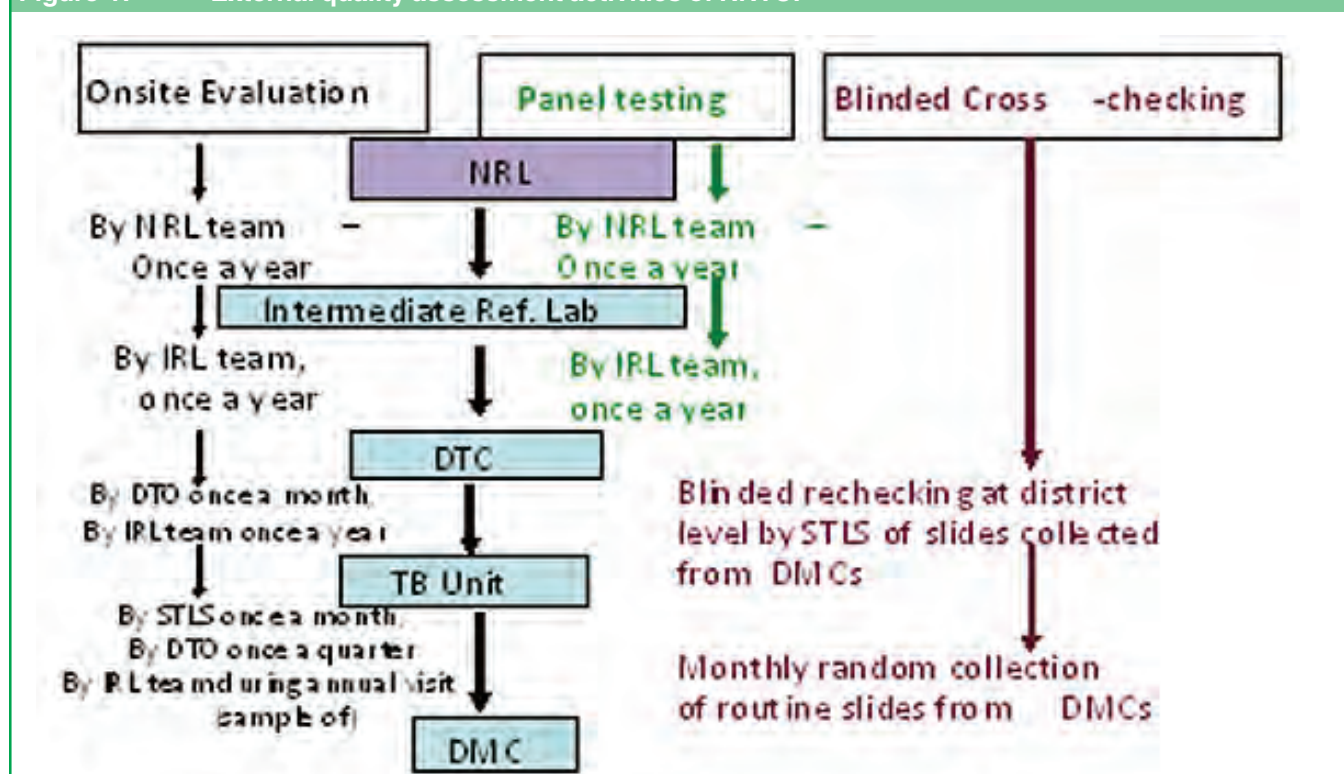 Onsite Evaluation
Panel testing
Blinded Cross -checking
NRL
By NRL team –
Once a year
By NRL team –
Once a year
Intermediate Ref. Lab
By IRL team,
once a year
By IRL team,
once a year
DTC
By DTO once a month,
By IRL team once a year
Blinded rechecking at district
level by STLS of slides collected
from DMCs
TB Unit
By STLS once a month,
By DTO once a quarter
By IRL team during annual visit
(sample of)
Monthly random collection
of routine slides from DMCs
DMC